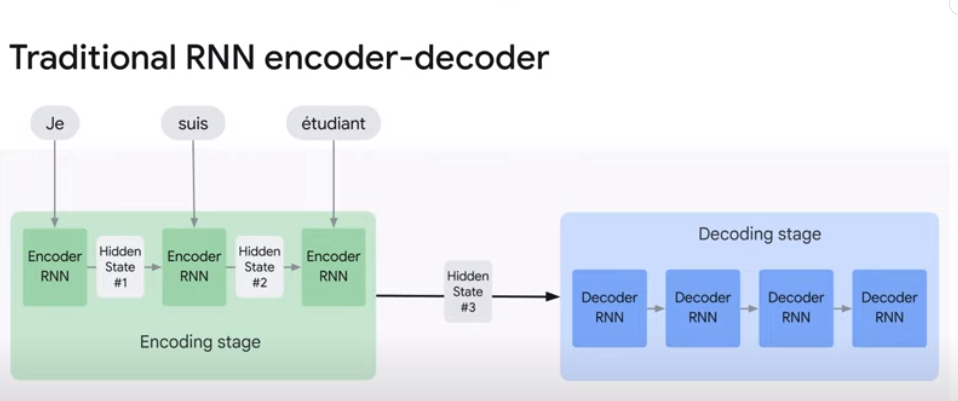 Traditional RNN encoder-decoder
Je
suis
étudiant
Encoder
RNN
Hidden
State
#1
Encoder
RNN
Hidden
State
#2
Encoder
RNN
Encoding stage
Hidden
State
#3
Decoding stage
Decoder
RNN
Decoder
RNN
Decoder
RNN
Decoder
RNN